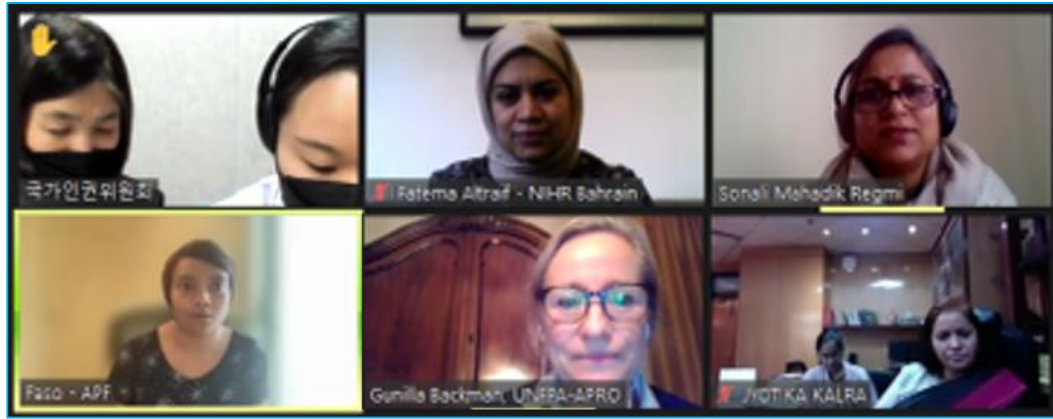 국가인권위원회
Fatema Altraif - NIHR Bahrain
Sonali Mahadik Regmi
Faso - APF
Gunilla Backman, UNFPA-APRO
JYOTIKA KALRA